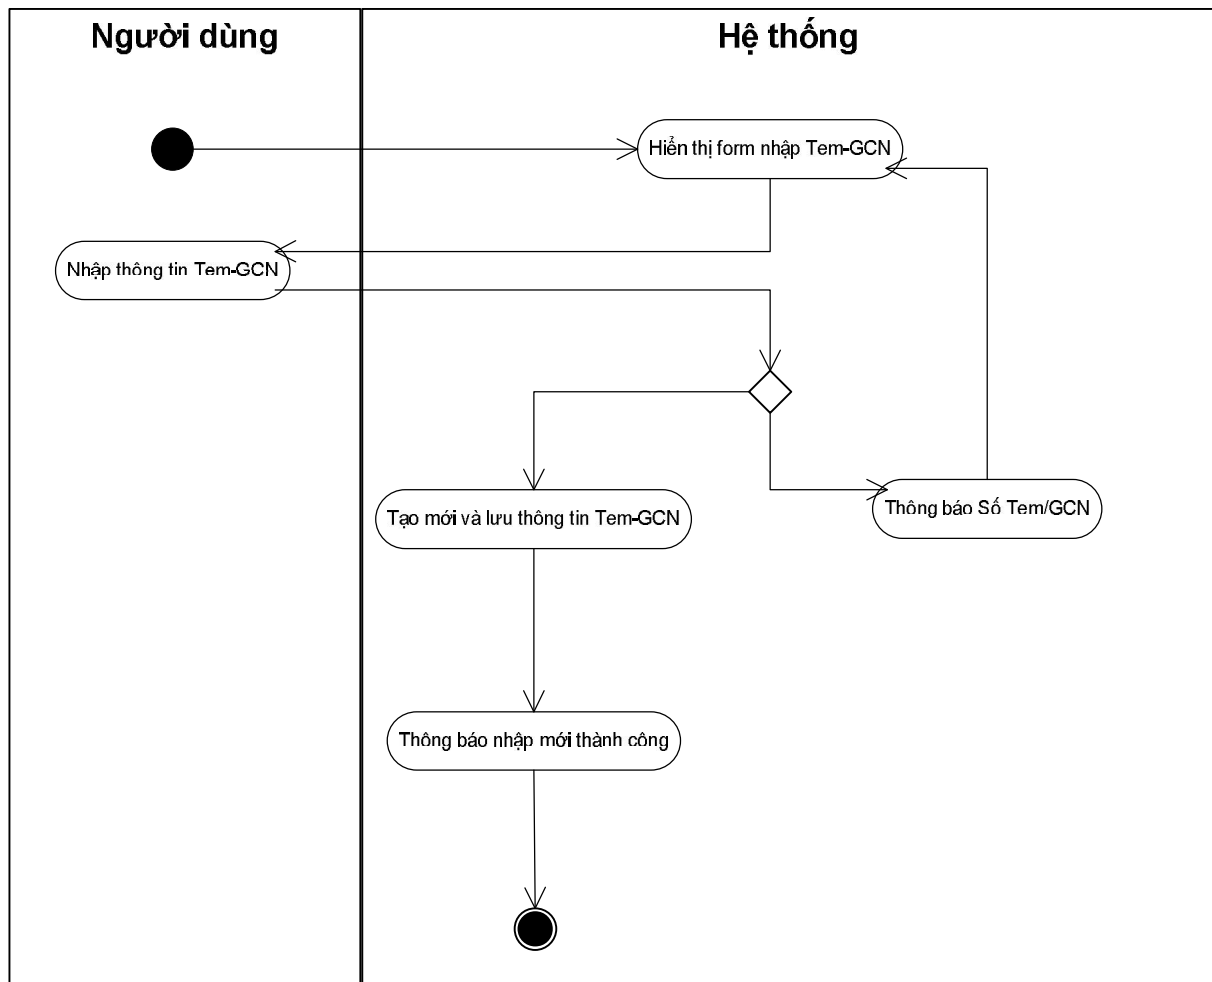 Người dùng
Hệ thống
Hiển thị form nhập Tem-GCN
Nhập thông tin Tem-GCN
Tạo mới và lưu thông tin Tem-GCN
Thông báo Số Tem/GCN
Thông báo nhập mới thành công